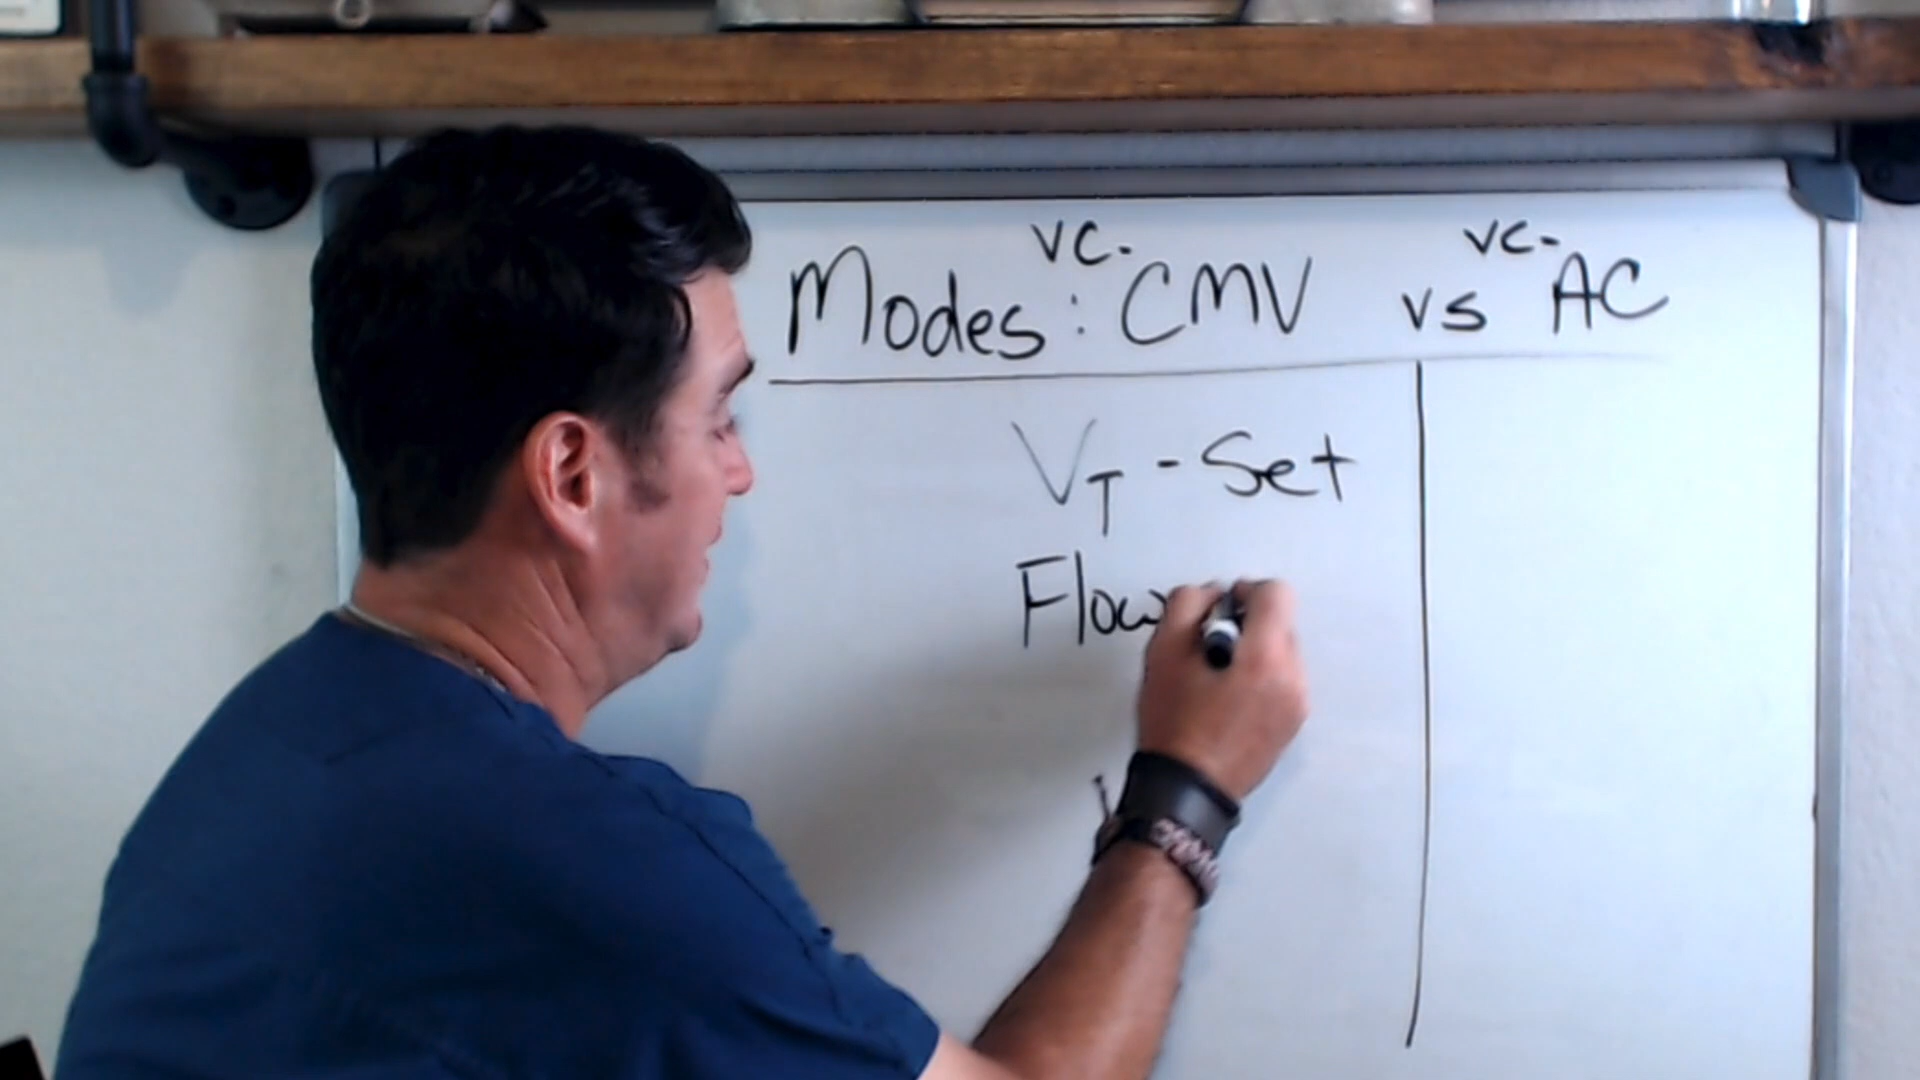 vc- vc-
Modes: CMV vs AC
VT - Set
Flow